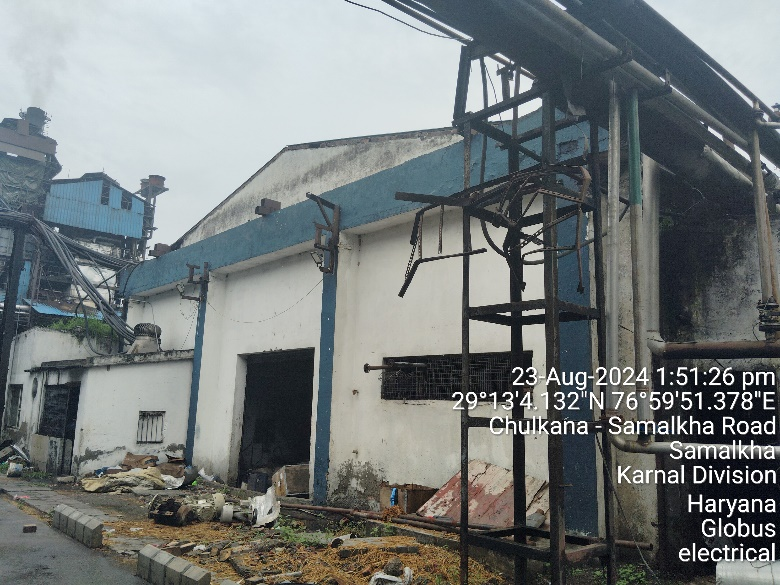 23-Aug-2024 1:51:26 pm
29°13'4.132"N 76°59'51.378"E
Chulkana - Samalkha Road
Samalkha
Karnal Division
Haryana
Globus
electrical